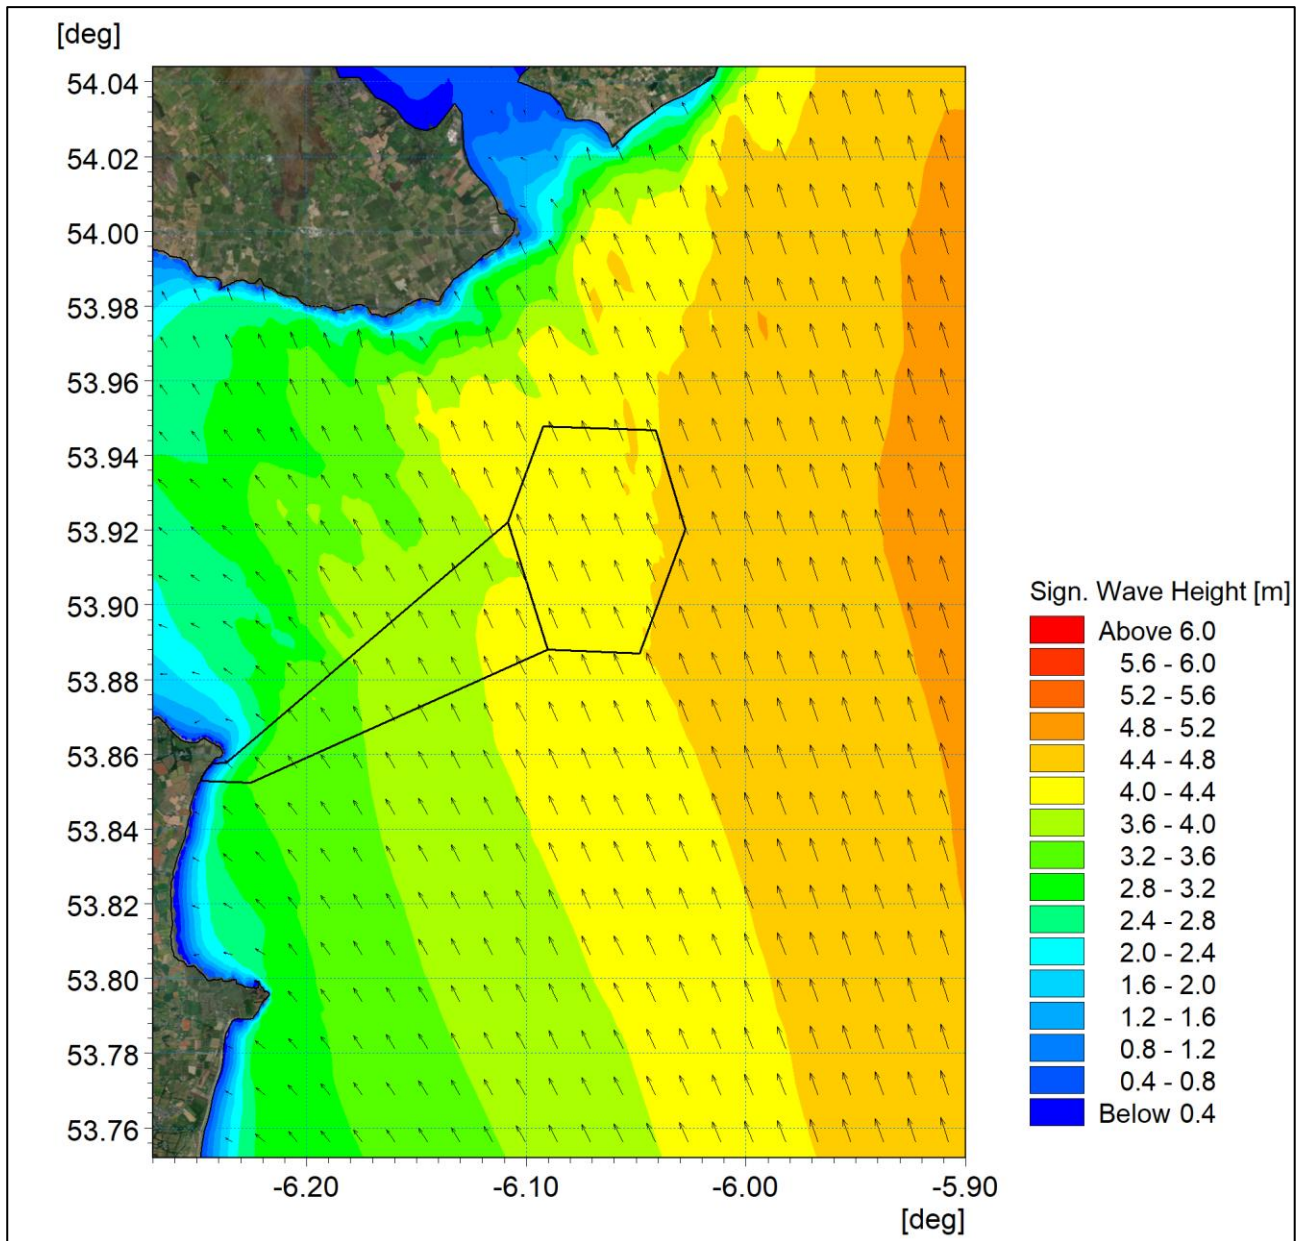 [deg]
54.04
54.02
54.00
53.98
53.96
53.94
53.92
53.90
53.88
53.86
53.84
53.82
53.80
53.78
53.76
-6.20
-6.10
-6.00
-5.90
[deg]
Sign. Wave Height [m]
Above 6.0
5.6 - 6.0
5.2 - 5.6
4.8 - 5.2
4.4 - 4.8
4.0 - 4.4
3.6 - 4.0
3.2 - 3.6
2.8 - 3.2
2.4 - 2.8
2.0 - 2.4
1.6 - 2.0
1.2 - 1.6
0.8 - 1.2
0.4 - 0.8
Below 0.4